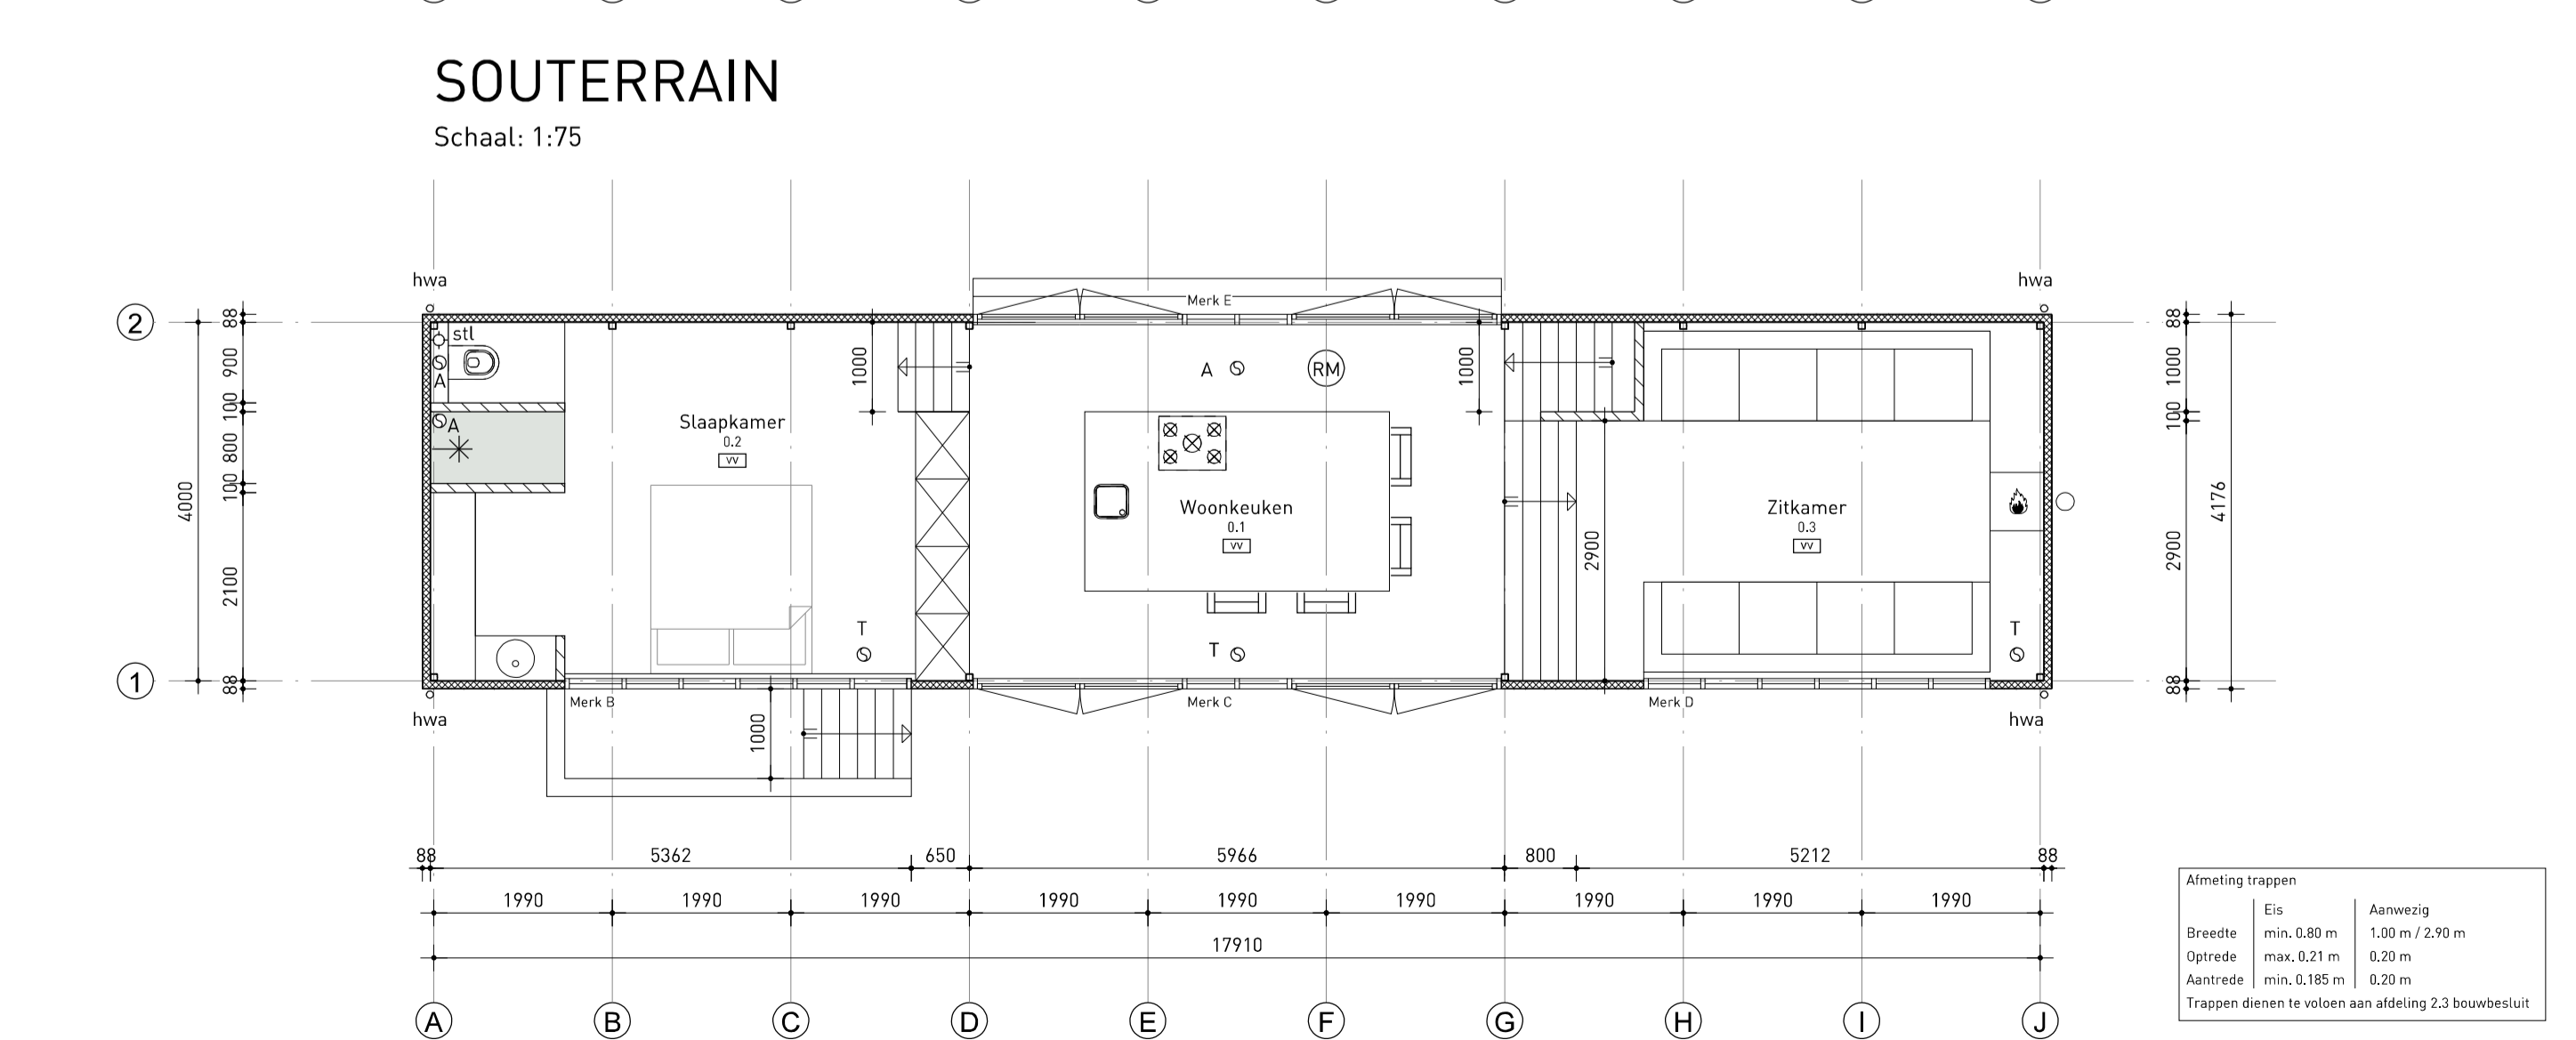 SOUTERRAIN
Schaal: 1:75
hwa
hwa
2
88
900
100
800
100
2100
88
4000
1
stl
A
A
Slaapkamer
0.2
vv
1000
T
Merk E
A
RM
1000
Woonkeuken
0.1
vv
T
2900
Zitkamer
0.3
vv
T
88
1000
100
2900
88
4176
hwa
Merk B
Merk C
Merk D
hwa
1000
88
5362
650
5966
800
5212
88
1990
1990
1990
1990
1990
1990
1990
1990
1990
17910
A
B
C
D
E
F
G
H
I
J
Afmeting trappen
Eis Aanwezig
Breedte min. 0.80 m 1.00 m / 2.90 m
Optrede max. 0.21 m 0.20 m
Aantrede min. 0.185 m 0.20 m
Trappen dienen te voloen aan afdeling 2.3 bouwbesluit